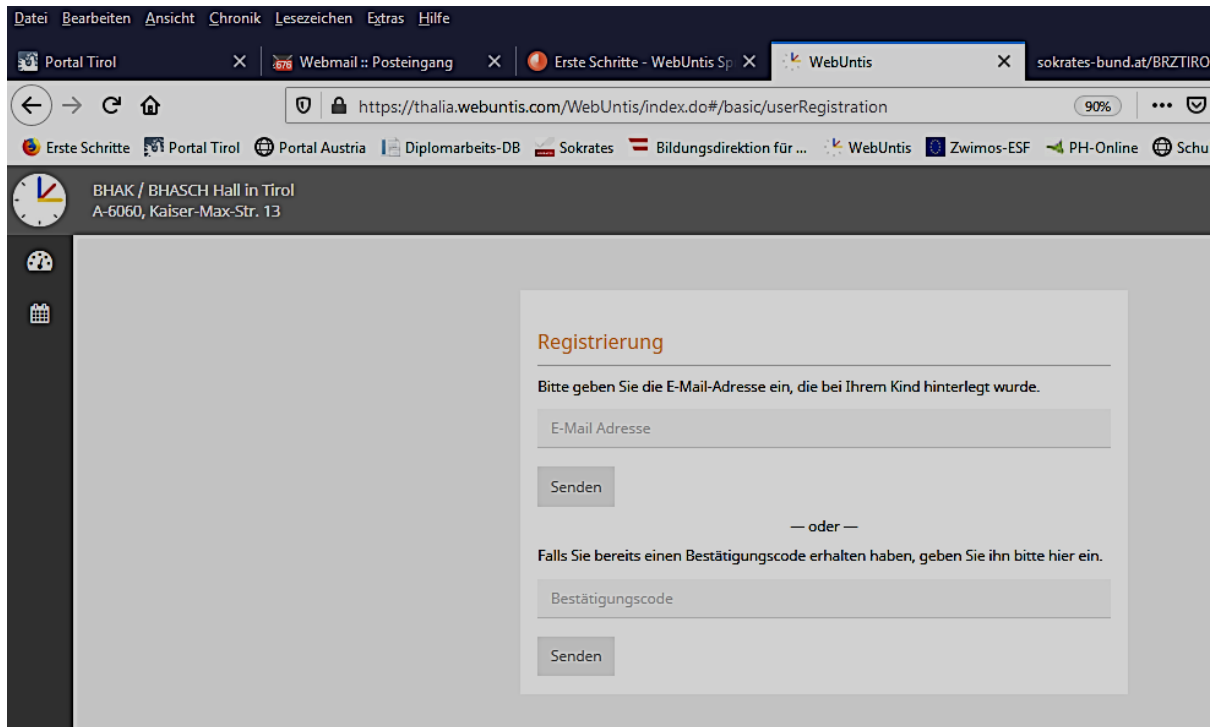 Datei Bearbeiten Ansicht Chronik Lesezeichen Extras Hilfe
Portal Tirol Webmail :: Posteingang Erste Schritte - WebUntis Sp WebUntis sokrates-bund.at/BRZTIRO
https://thalia.webuntis.com/WebUntis/index.do#/basic/userRegistration 90%
Erste Schritte Portal Tirol Portal Austria Diplomarbeits-DB Sokrates Bildungsdirektion für ... WebUntis Zwimos-ESF PH-Online Schu
BHAK / BHASCH Hall in Tirol
A-6060, Kaiser-Max-Str. 13
Registrierung
Bitte geben Sie die E-Mail-Adresse ein, die bei Ihrem Kind hinterlegt wurde.
E-Mail Adresse
Senden
— oder —
Falls Sie bereits einen Bestätigungscode erhalten haben, geben Sie ihn bitte hier ein.
Bestätigungscode
Senden